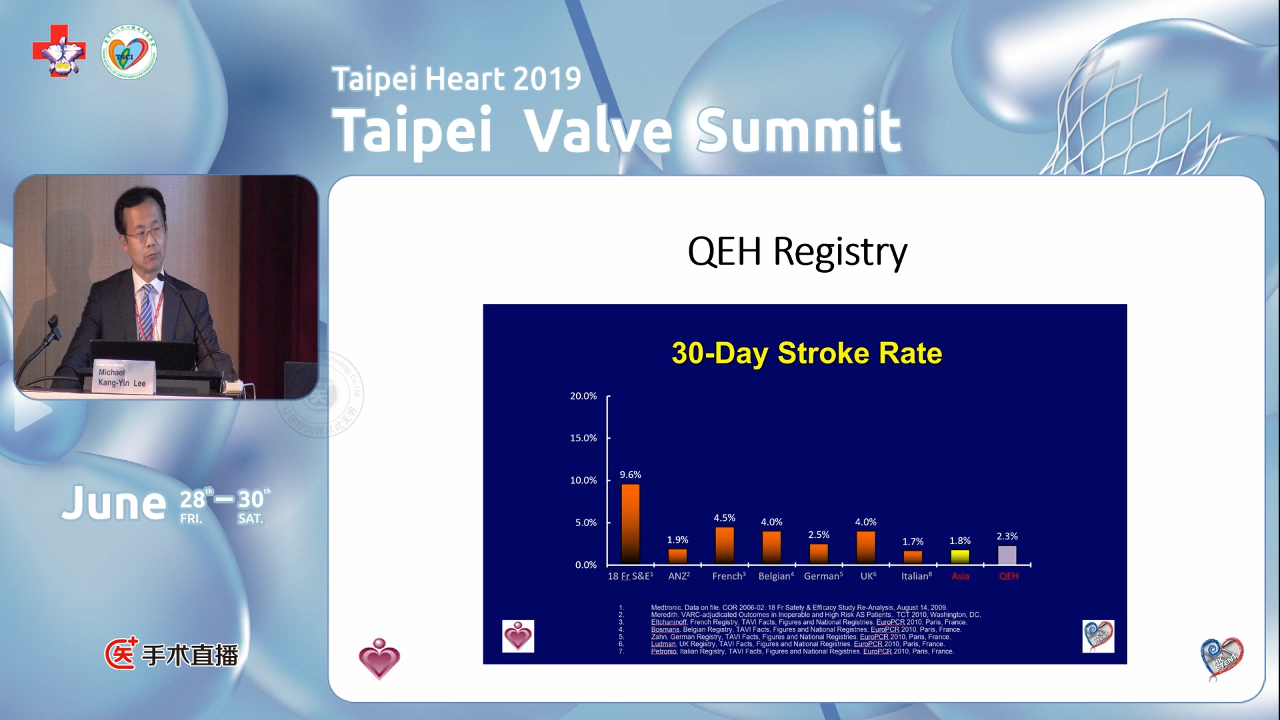 Taipei Heart 2019
Taipei Valve Summit
TSCI
Michael
Kang-Yin Lee
June 28th – 30th
FRI. SAT.
医 手术直播
QEH Registry
30-Day Stroke Rate
20.0%
15.0%
10.0%
5.0%
0.0%
9.6% 1.9% 4.5% 4.0% 2.5% 4.0% 1.7% 1.8% 2.3%
18 Fr S&E1 ANZ2 French3 Belgian4 German5 UK6 Italian8 Asia QEH
1. Medtronic, Data on file. COR 2006-02: 18 Fr Safety & Efficacy Study Re-Analysis, August 14, 2009.
2. Meredith. VARC-adjudicated Outcomes in Inoperable and High Risk AS Patients. TCT 2010, Washington, DC.
3. Eltchaninoff, French Registry, TAVI Facts, Figures and National Registries. EuroPCR 2010, Paris, France.
4. Bosmans, Belgian Registry, TAVI Facts, Figures and National Registries. EuroPCR 2010, Paris, France.
5. Zahn, German Registry, TAVI Facts, Figures and National Registries. EuroPCR 2010, Paris, France.
6. Ludman, UK Registry, TAVI Facts, Figures and National Registries. EuroPCR 2010, Paris, France.
7. Petronio, Italian Registry, TAVI Facts, Figures and National Registries. EuroPCR 2010, Paris, France.